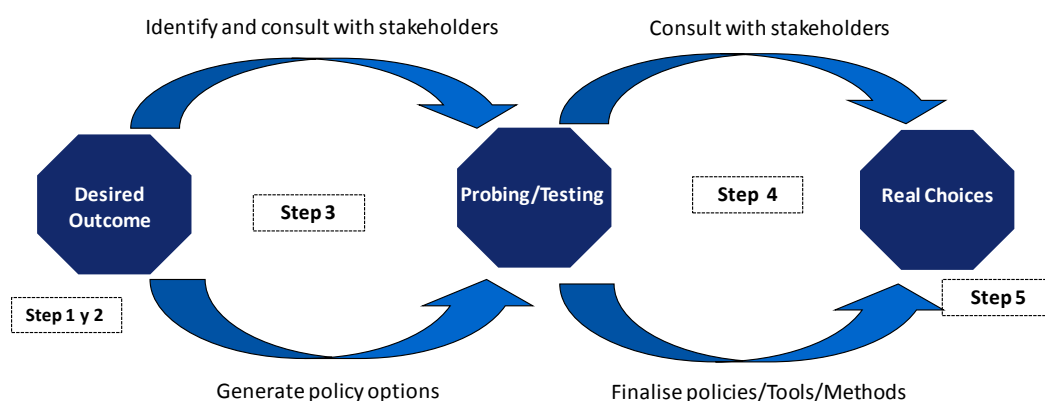 Identify and consult with stakeholders
Consult with stakeholders
Desired
Outcome
Step 3
Probing/Testing
Step 4
Real Choices
Step 1 y 2
Step 5
Generate policy options
Finalise policies/Tools/Methods